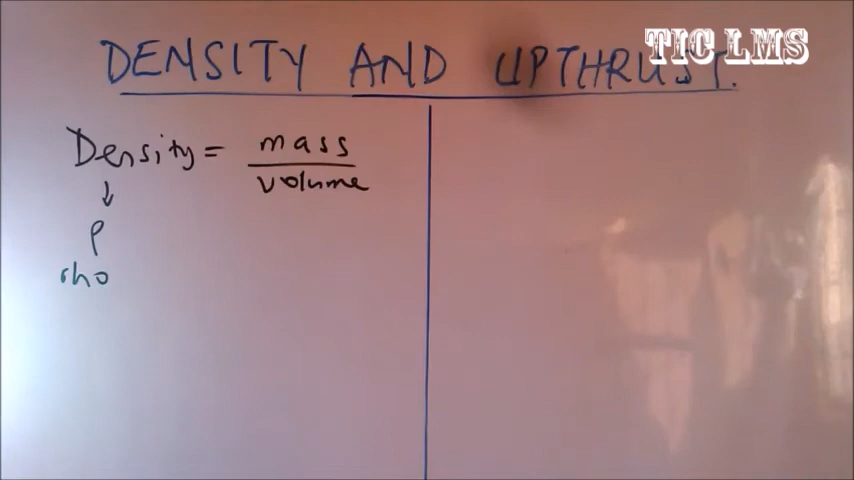 TIC LMS
DENSITY AND UPTHRUST.
Density = mass
volume
↓
ρ
rho